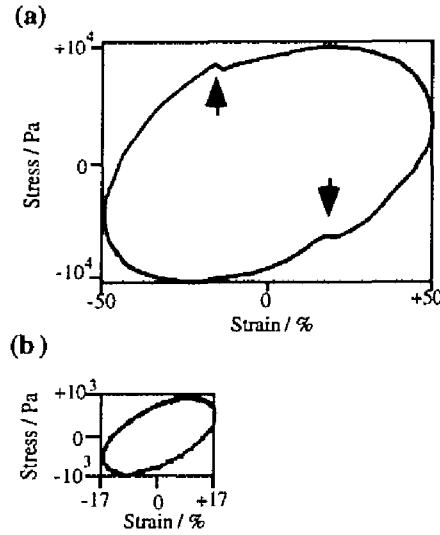 (a)
+10⁴
Stress / Pa
0
-10⁴
-50
0
+50
Strain / %
(b)
+10³
Stress / Pa
0
-10³
-17
0
+17
Strain / %